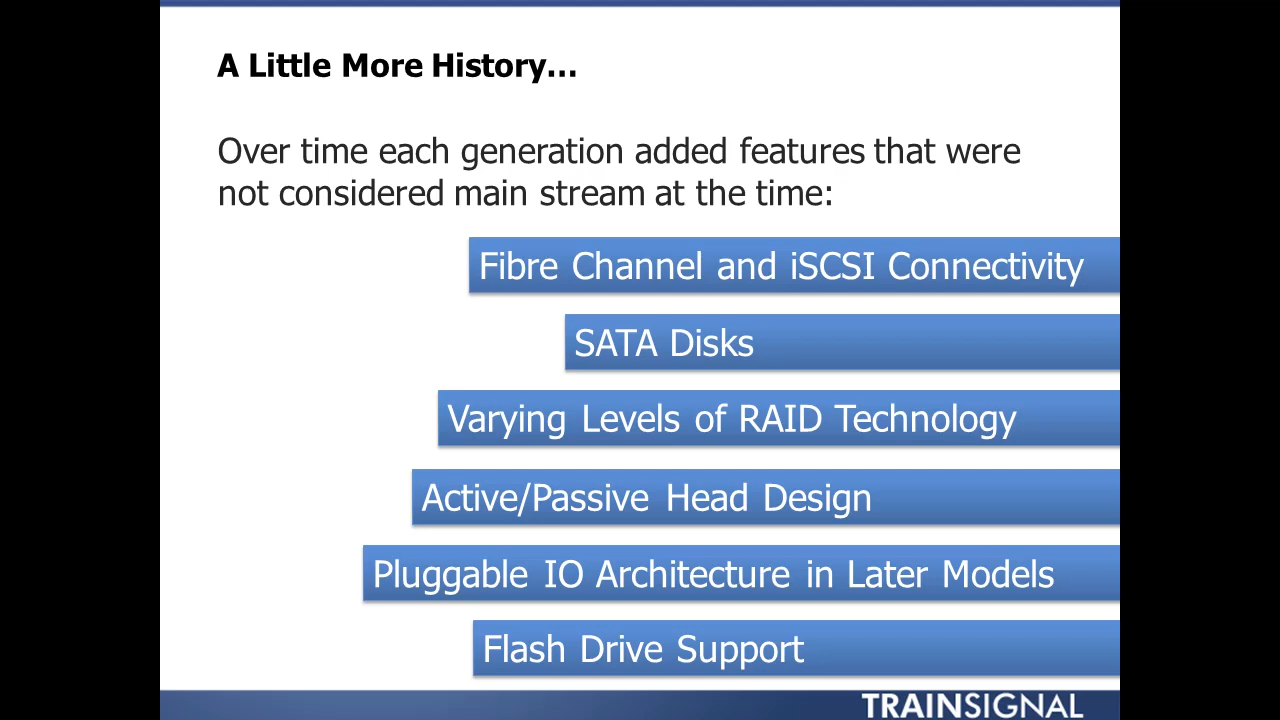 A Little More History...
Over time each generation added features that were
not considered main stream at the time:
Fibre Channel and iSCSI Connectivity
SATA Disks
Varying Levels of RAID Technology
Active/Passive Head Design
Pluggable IO Architecture in Later Models
Flash Drive Support
TRAINSIGNAL